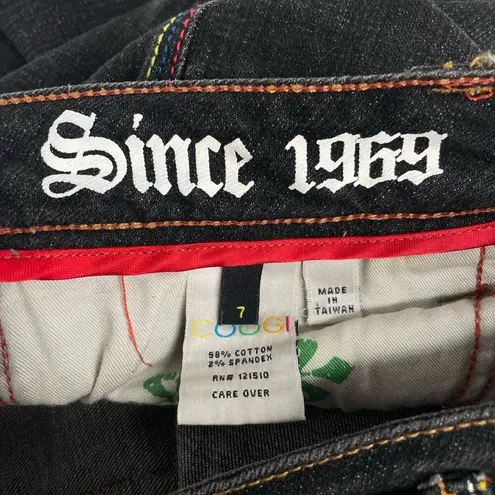 Since 1969
7
COOGI
98% COTTON
2% SPANDEX
RN# 121510
CARE OVER
MADE
IN
TAIWAN